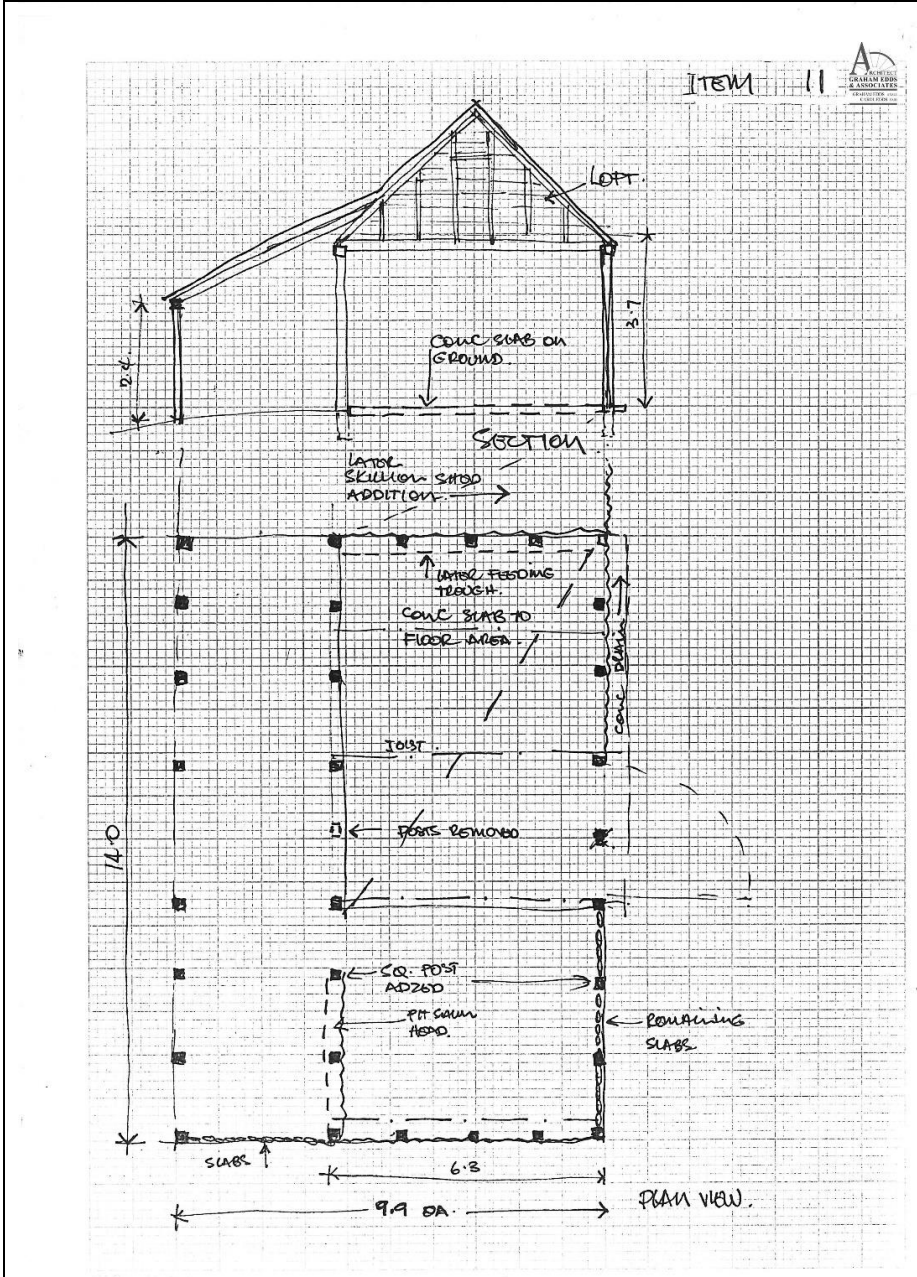 ITEM 11
ARCHITECT
GRAHAM EDDS
& ASSOCIATES
LOFT.
3.7
2.4
CONC SLAB ON
GROUND.
SECTION
LATER
SKILLION SHED
ADDITION.
LATER FEEDING
TROUGH.
CONC SLAB TO
FLOOR AREA.
CONC DRAIN
JOIST.
POSTS REMOVED
14.0
SQ. POST
ADZED
PIT SAWN
HEAD.
REMAINING
SLABS
SLABS
6.3
9.9 OA.
PLAN VIEW.